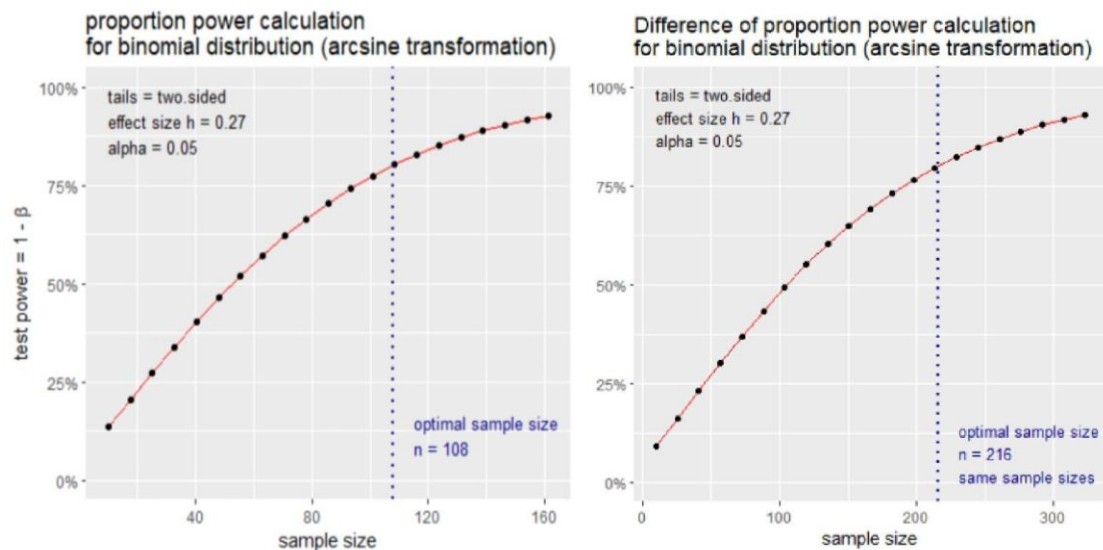 proportion power calculation
for binomial distribution (arcsine transformation)
tails = two.sided
effect size h = 0.27
alpha = 0.05
100%
75%
50%
25%
0%
test power = 1 - β
optimal sample size
n = 108
40
80
120
160
sample size
Difference of proportion power calculation
for binomial distribution (arcsine transformation)
tails = two.sided
effect size h = 0.27
alpha = 0.05
100%
75%
50%
25%
0%
optimal sample size
n = 216
same sample sizes
0
100
200
300
sample size